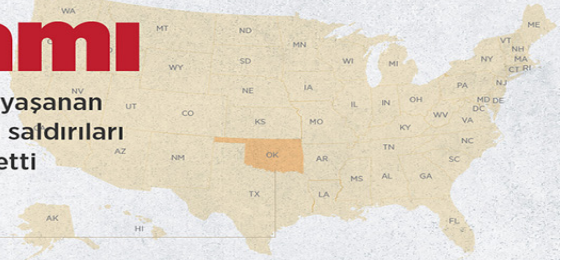 amı
yaşanan
saldırıları
etti
WA
MT
ND
MN
ME
VT
NH
WI
MI
MA
CT RI
WY
SD
IA
PA
NJ
NV
UT
CO
NE
IL
IN
OH
MD
DE
DC
WV
VA
KS
MO
KY
NC
AZ
NM
OK
AR
TN
SC
TX
LA
MS
AL
GA
AK
HI
FL